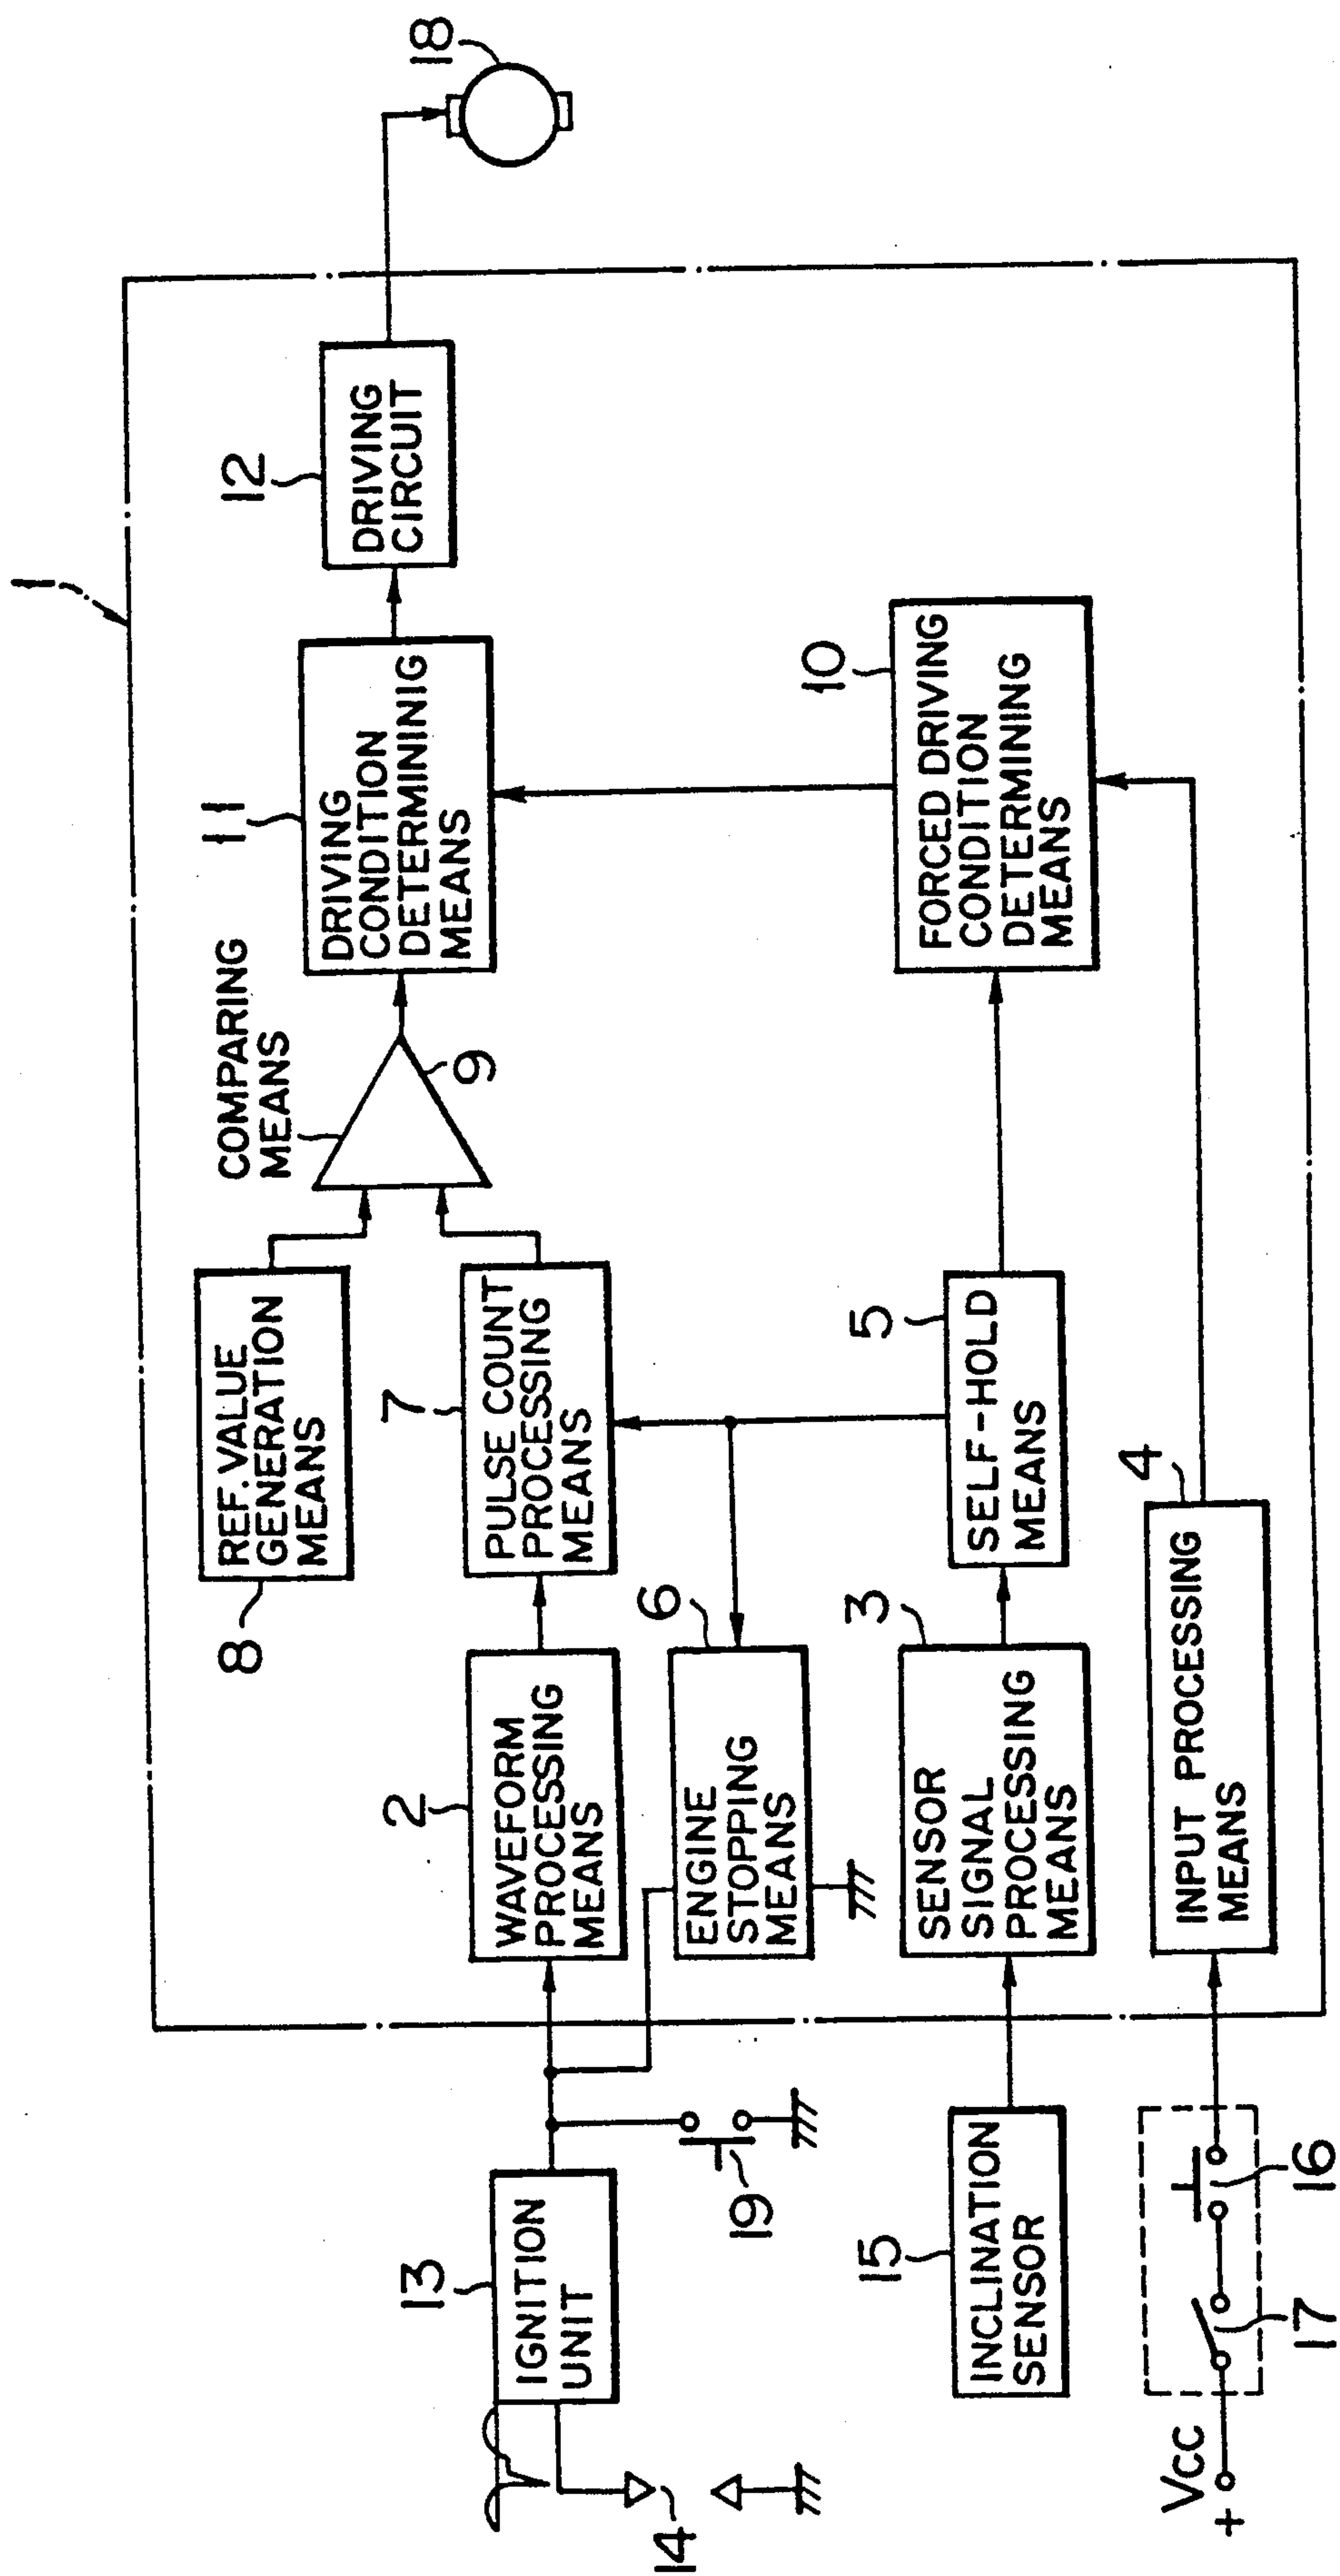 1
18
12
DRIVING
CIRCUIT
11
DRIVING
CONDITION
DETERMININIG
MEANS
COMPARING
MEANS
9
10
FORCED DRIVING
CONDITION
DETERMINING
MEANS
8
REF. VALUE
GENERATION
MEANS
7
PULSE COUNT
PROCESSING
MEANS
5
SELF-HOLD
MEANS
2
WAVEFORM
PROCESSING
MEANS
6
ENGINE
STOPPING
MEANS
3
SENSOR
SIGNAL
PROCESSING
MEANS
4
INPUT PROCESSING
MEANS
13
IGNITION
UNIT
14
19
15
INCLINATION
SENSOR
16
17
VCC
+